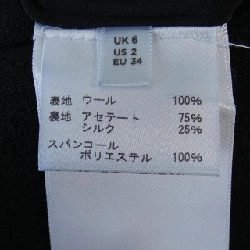 UK 6
US 2
EU 34
表地 ウール 100%
裏地 アセテート 75%
シルク 25%
スパンコール
ポリエステル 100%